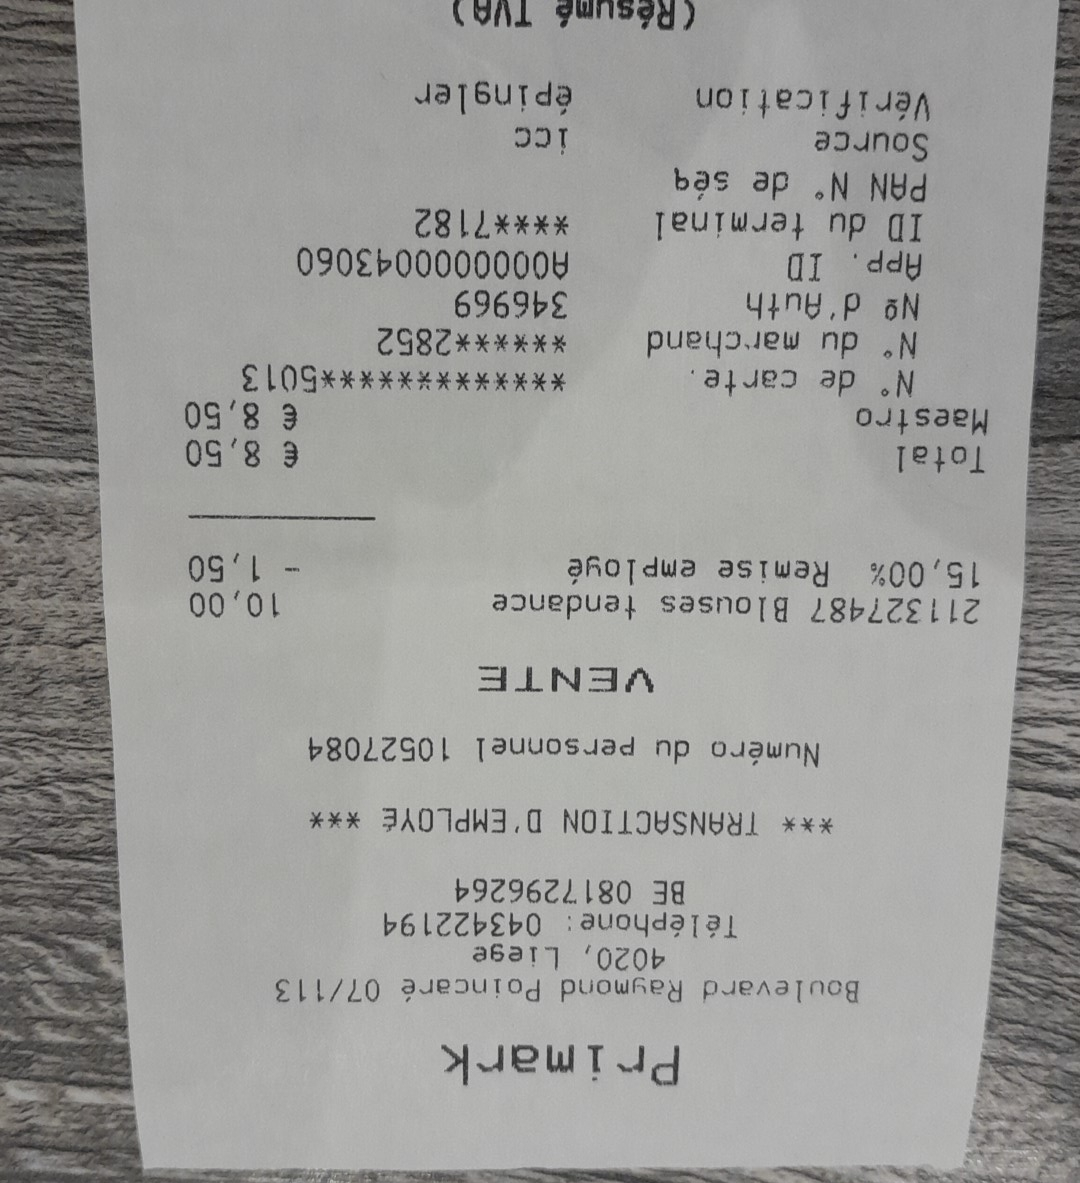 Primark
Boulevard Raymond Poincaré 07/113
4020, Liege
Téléphone: 043422194
BE 0817296264
*** TRANSACTION D'EMPLOYÉ ***
Numéro du personnel 10527084
VENTE
211327487 Blouses tendance 10,00
15,00% Remise employé - 1,50
Total € 8,50
Maestro € 8,50
N° de carte. **************5013
N° du marchand ******2852
Nº d'Auth 346969
App. ID A0000000043060
ID du terminal ****7182
PAN N° de séq
Source icc
Vérification épingler
(Résumé TVA)